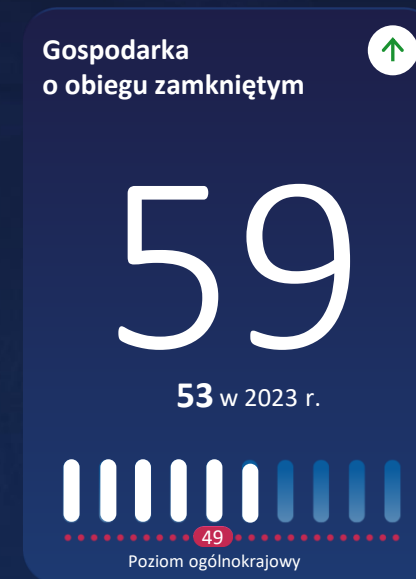 Gospodarka
o obiegu zamkniętym
59
53 w 2023 r.
49
Poziom ogólnokrajowy